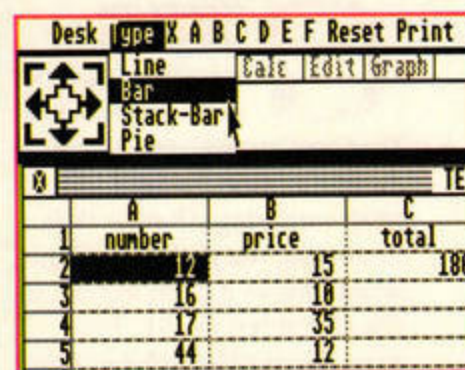 Desk Type X A B C D E F Reset Print
Line Calc Edit Graph
Bar
Stack-Bar
Pie
X TE
A B C
1 number price total
2 12 15 180
3 16 10
4 17 35
5 44 12